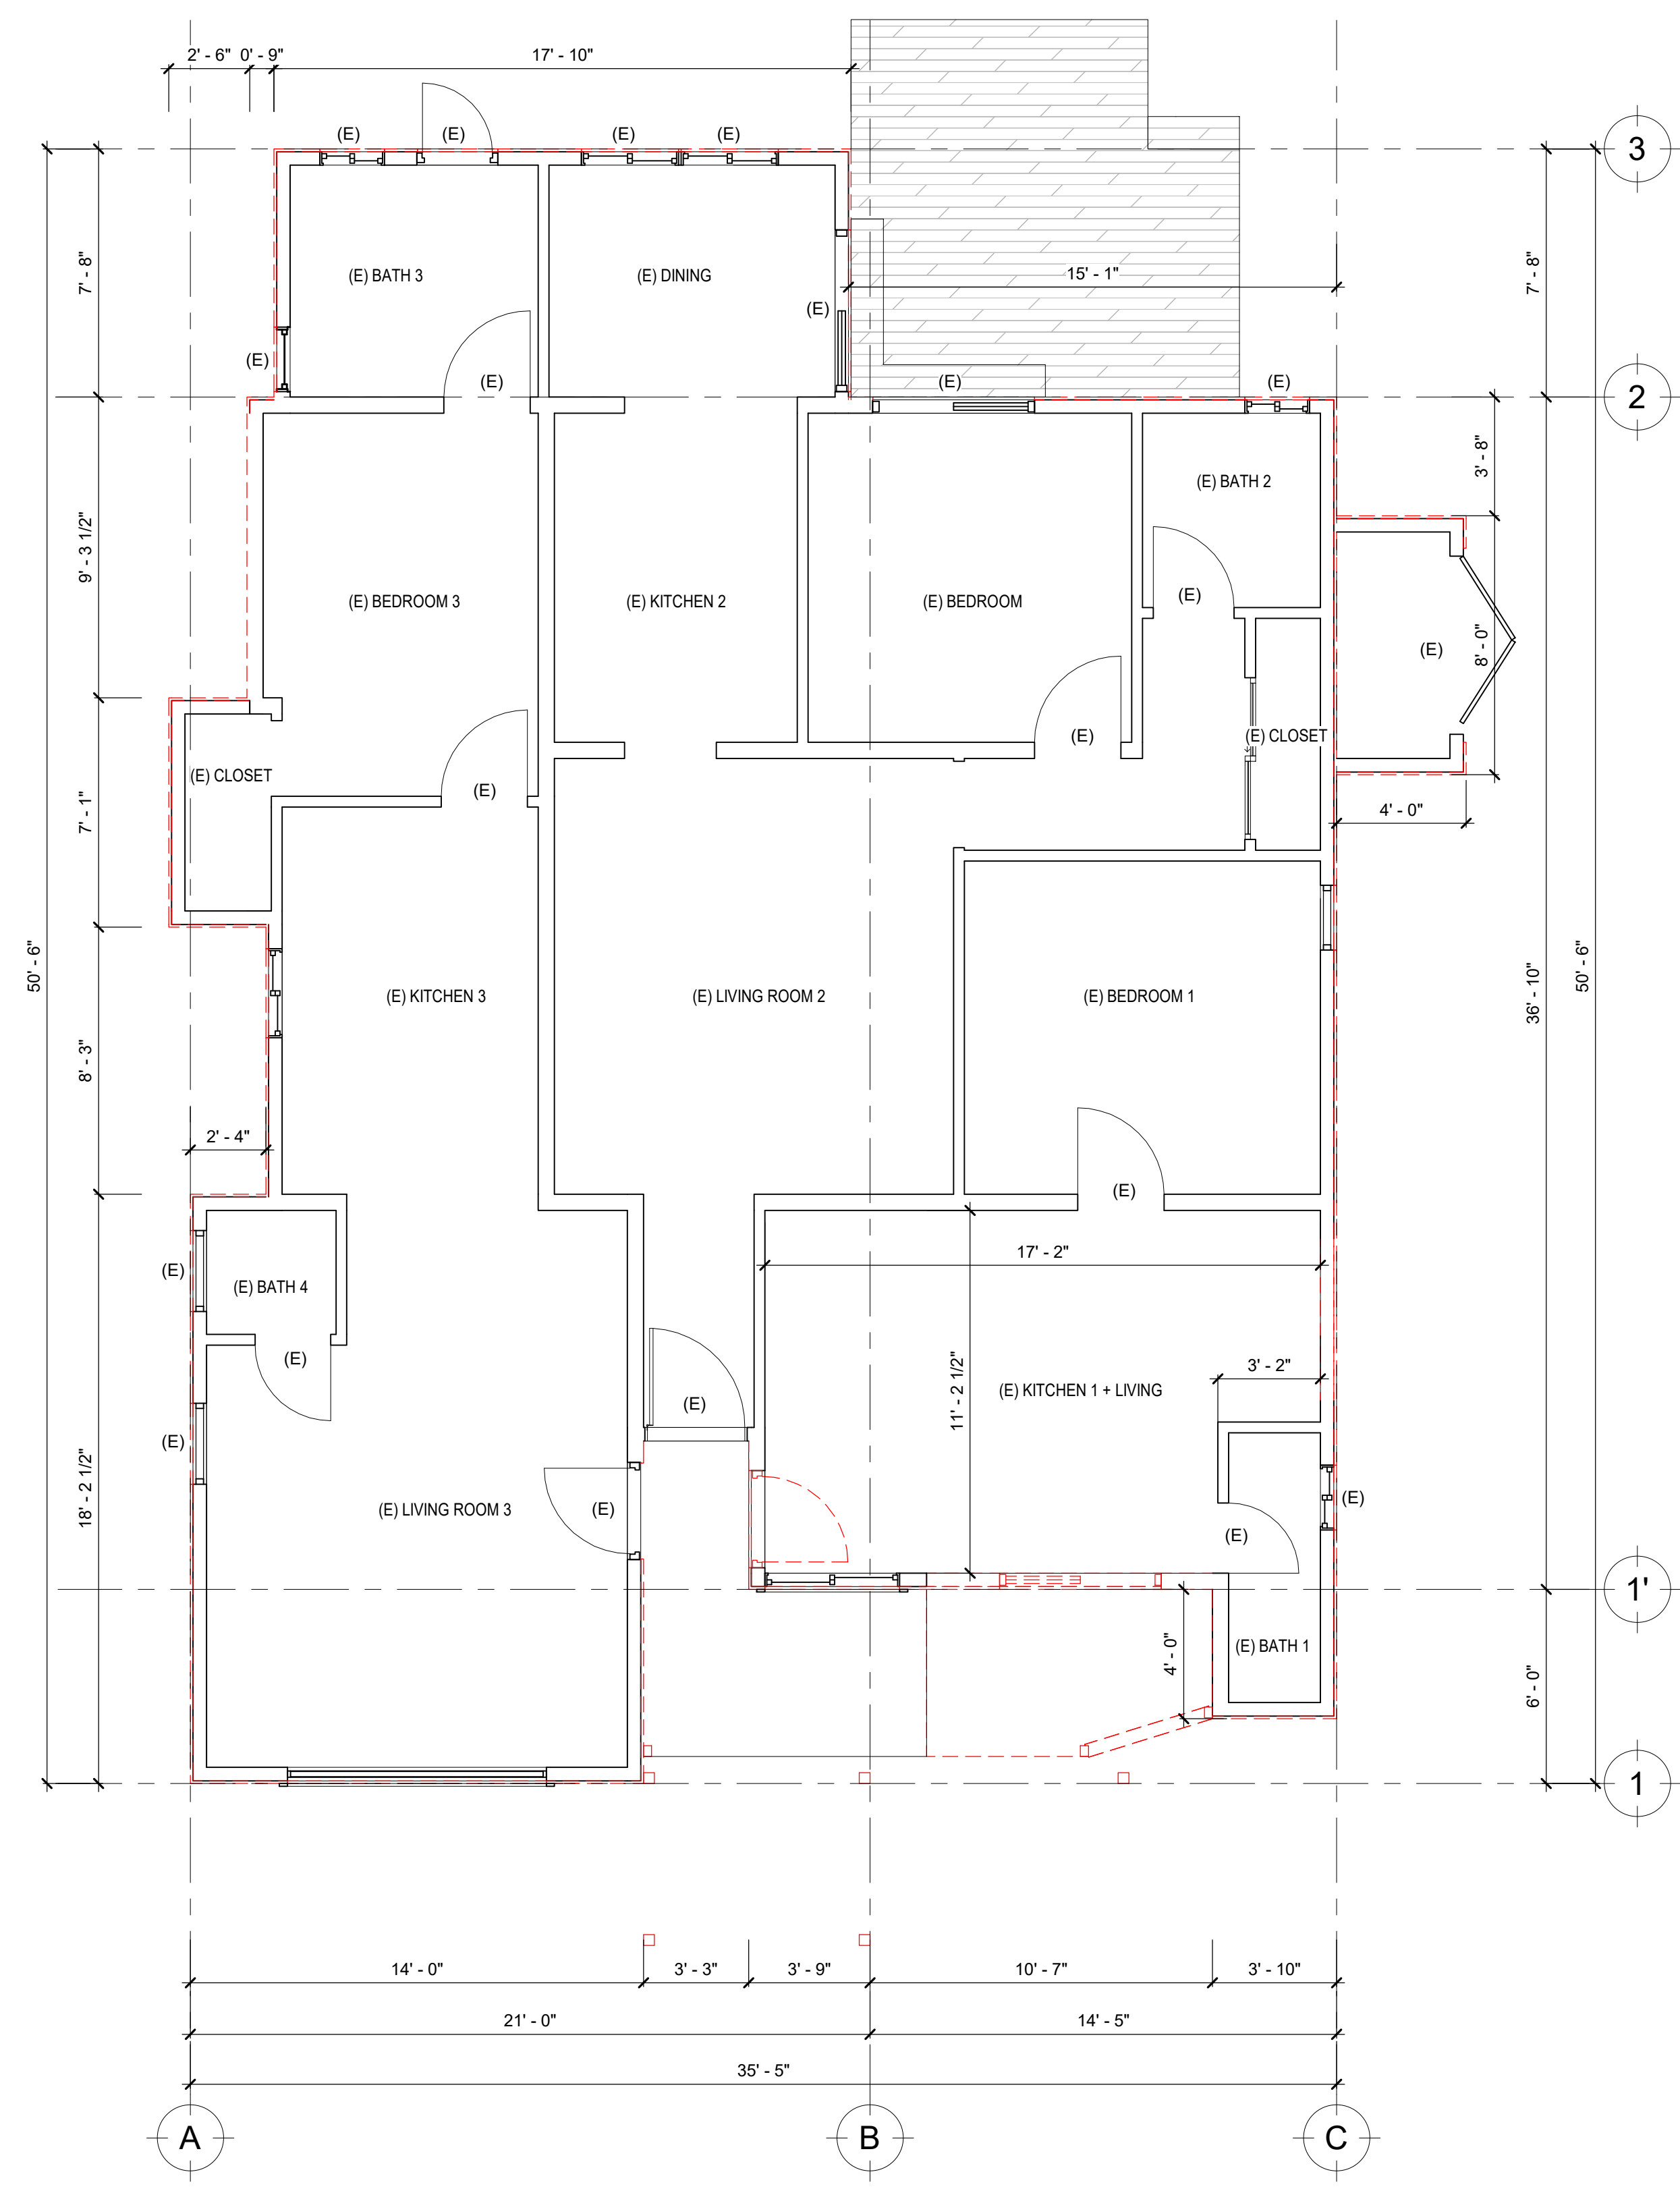 2' - 6" 0' - 9" 17' - 10"
(E) (E) (E) (E)
3
7' - 8"
(E) BATH 3
(E) DINING
15' - 1"
7' - 8"
(E)
(E)
(E)
(E)
(E)
2
3' - 8"
(E) BATH 2
9' - 3 1/2"
(E) BEDROOM 3
(E) KITCHEN 2
(E) BEDROOM
(E)
(E)
8' - 0"
(E)
(E) CLOSET
(E) CLOSET
(E)
7' - 1"
4' - 0"
50' - 6"
(E) KITCHEN 3
(E) LIVING ROOM 2
(E) BEDROOM 1
36' - 10"
50' - 6"
8' - 3"
2' - 4"
(E)
17' - 2"
(E)
(E) BATH 4
(E)
3' - 2"
11' - 2 1/2"
(E) KITCHEN 1 + LIVING
(E)
(E)
18' - 2 1/2"
(E) LIVING ROOM 3
(E)
(E)
(E)
1'
4' - 0"
(E) BATH 1
6' - 0"
1
14' - 0" 3' - 3" 3' - 9" 10' - 7" 3' - 10"
21' - 0" 14' - 5"
35' - 5"
A B C